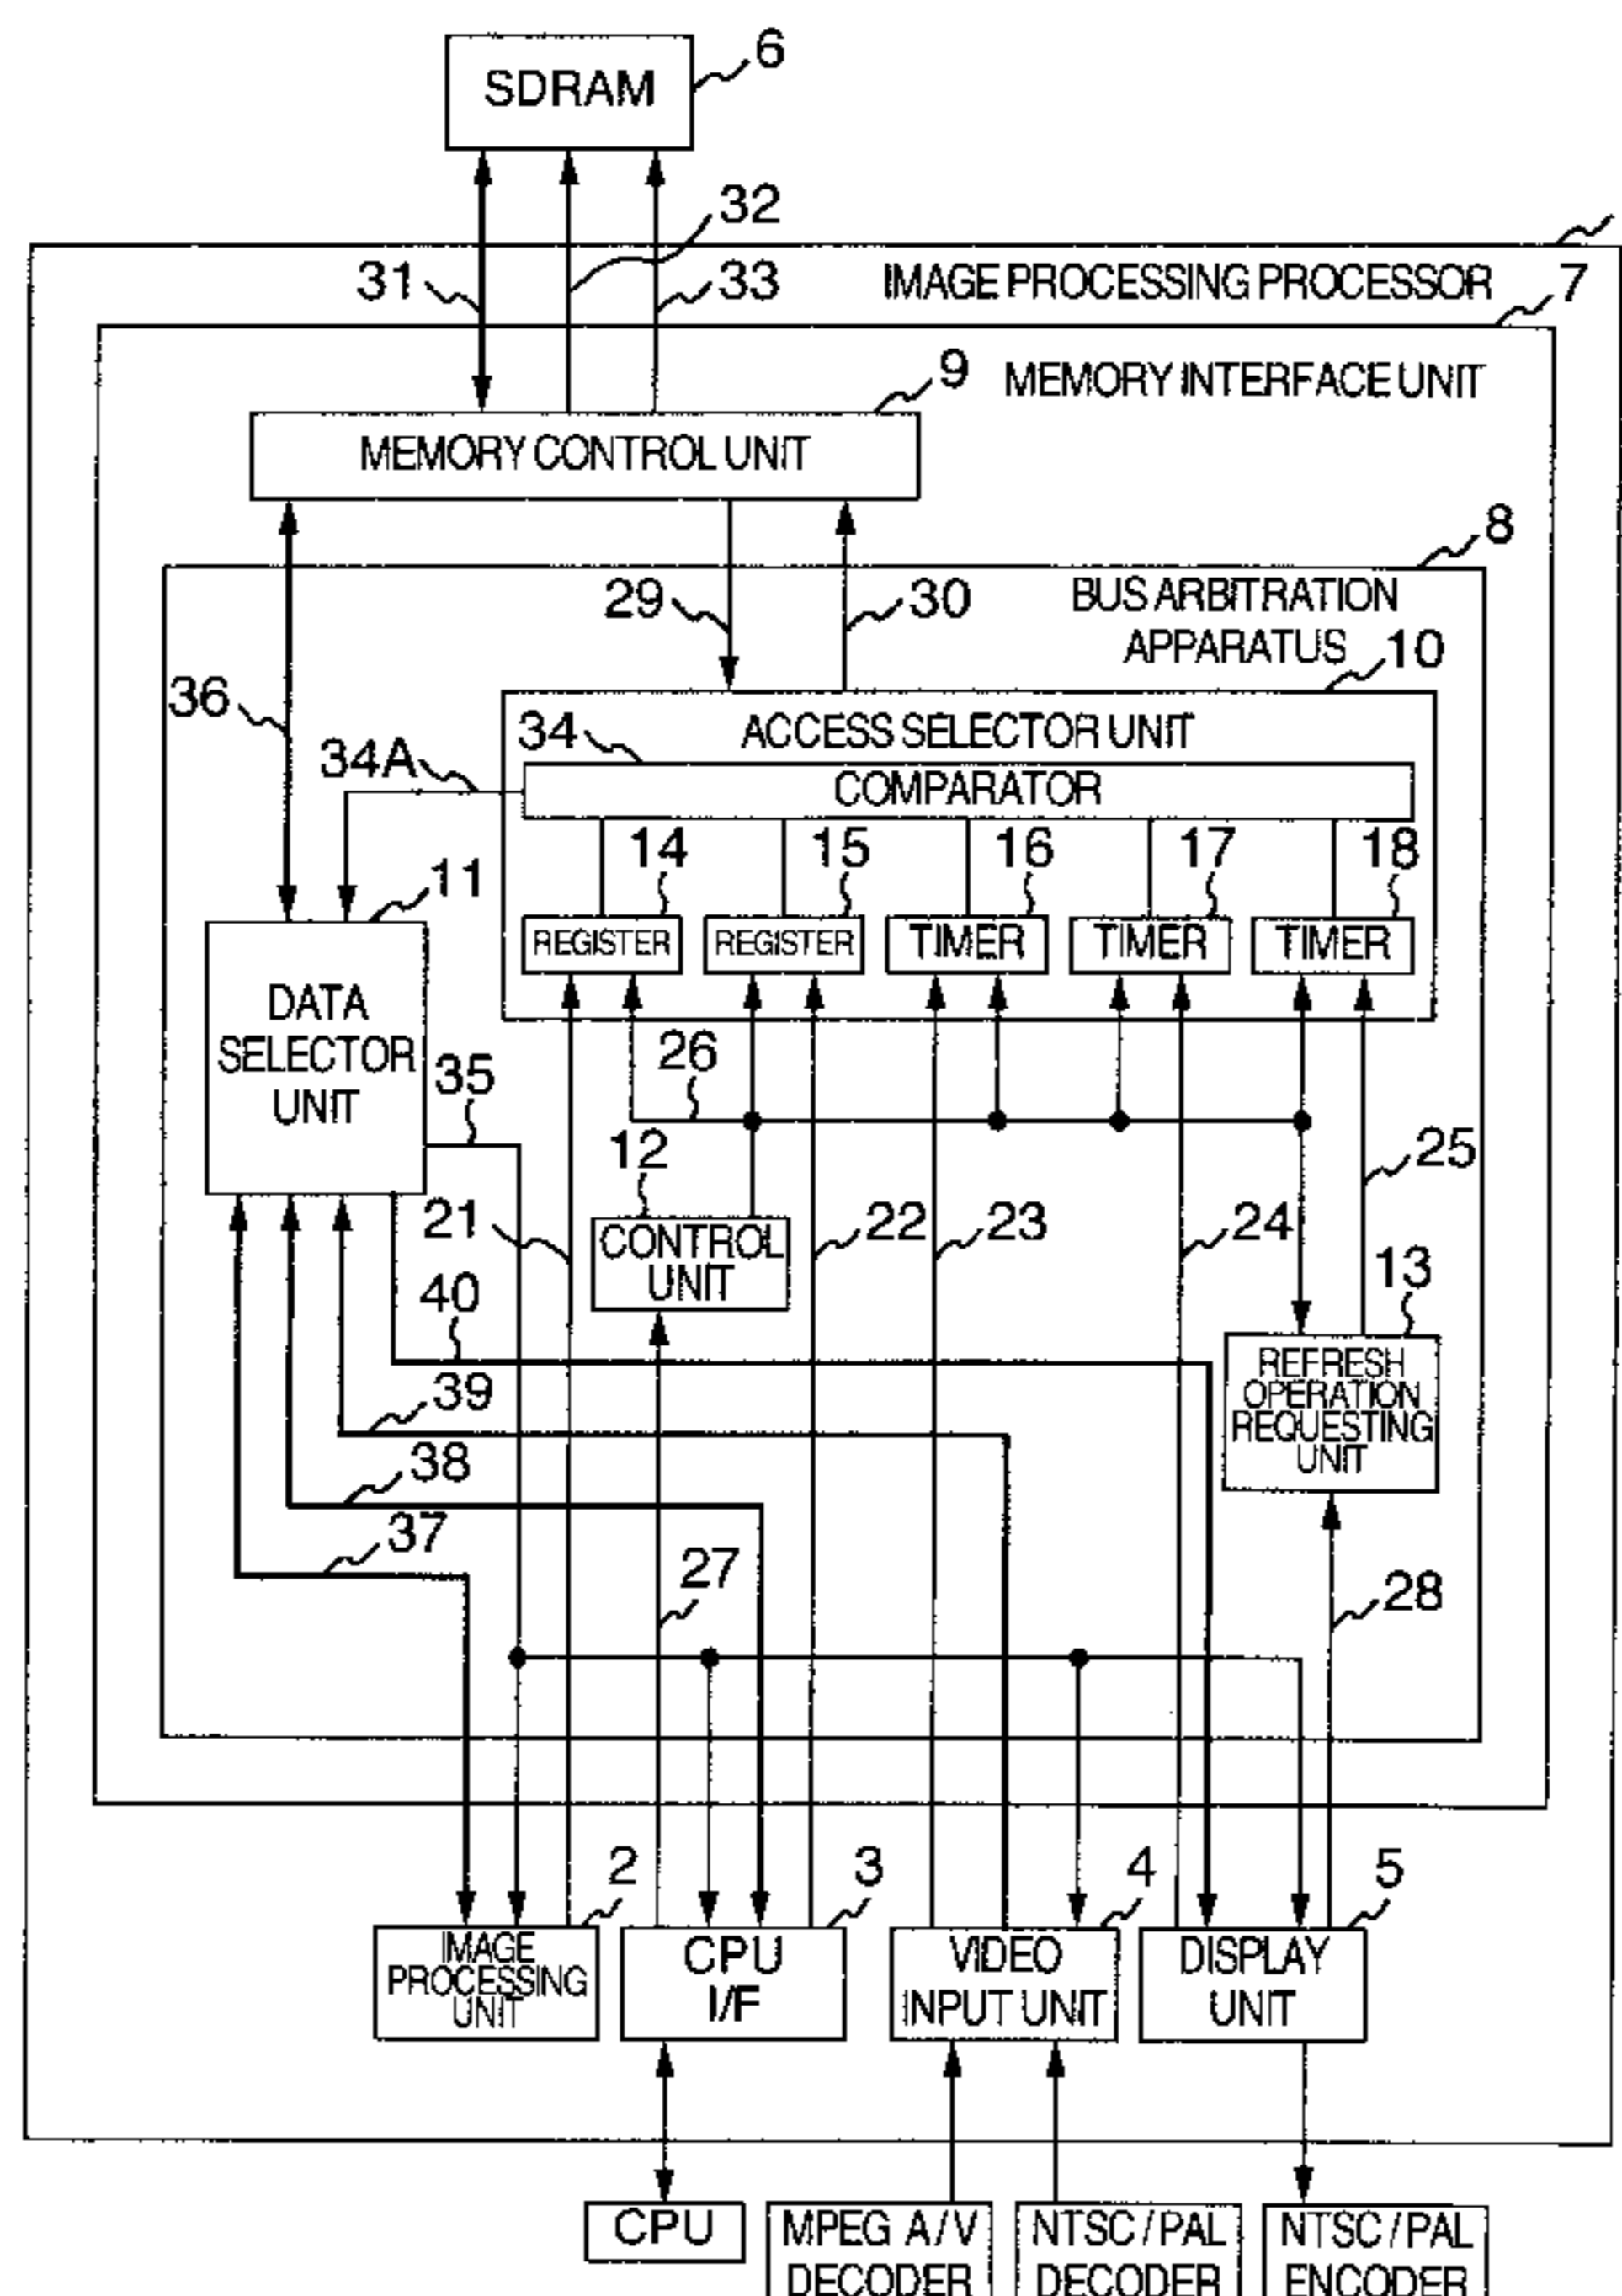 SDRAM
6
32
31
33
IMAGE PROCESSING PROCESSOR
7
9
MEMORY INTERFACE UNIT
MEMORY CONTROL UNIT
8
29
30
BUS ARBITRATION
APPARATUS
10
36
34
ACCESS SELECTOR UNIT
34A
COMPARATOR
14
15
16
17
18
11
REGISTER
REGISTER
TIMER
TIMER
TIMER
DATA
SELECTOR
UNIT
35
26
12
25
21
22
23
24
CONTROL
UNIT
13
40
REFRESH
OPERATION
REQUESTING
UNIT
39
38
37
27
28
2
3
4
5
IMAGE
PROCESSING
UNIT
CPU
I/F
VIDEO
INPUT UNIT
DISPLAY
UNIT
CPU
MPEG A/V
DECODER
NTSC/PAL
DECODER
NTSC/PAL
ENCODER